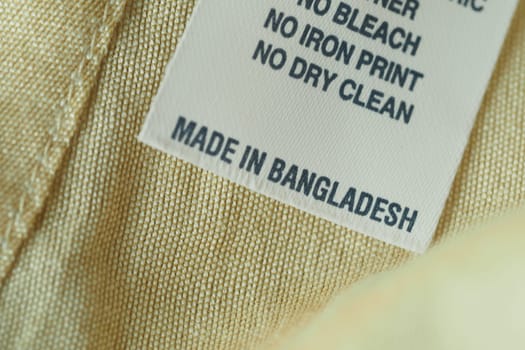 NO BLEACH
NO IRON PRINT
NO DRY CLEAN
MADE IN BANGLADESH